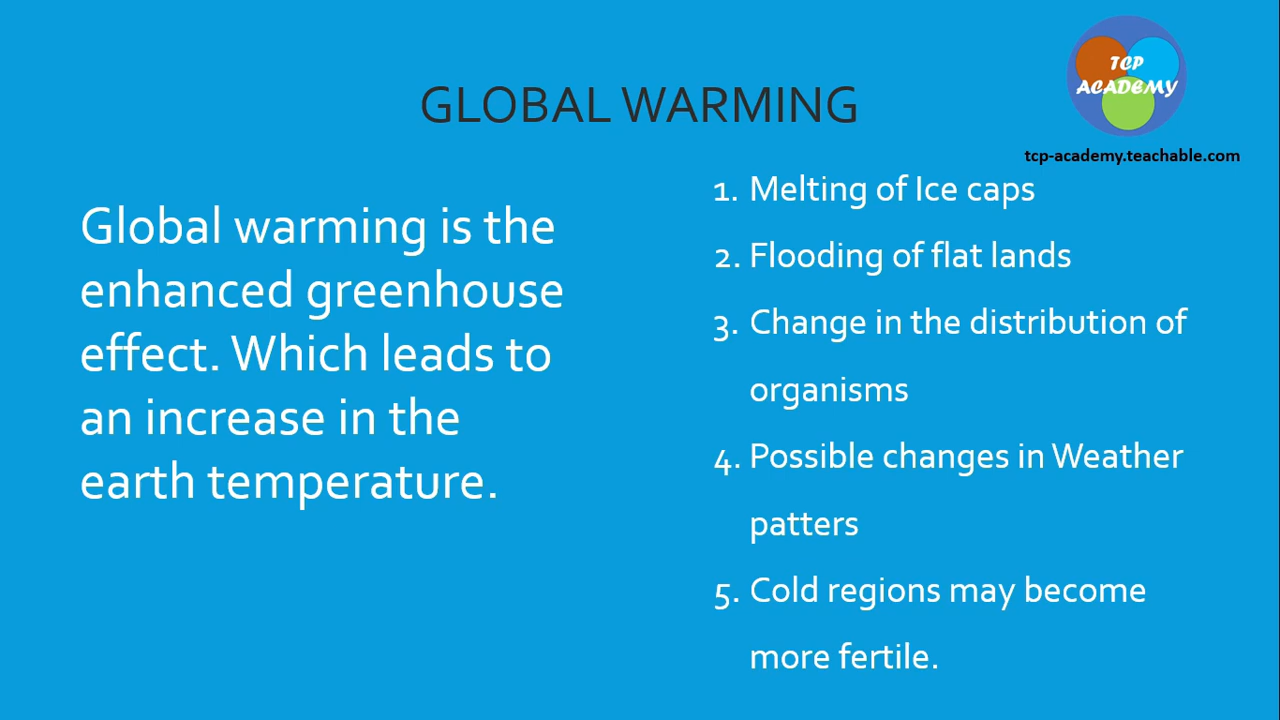 TCP
ACADEMY
tcp-academy.teachable.com
GLOBAL WARMING
Global warming is the
enhanced greenhouse
effect. Which leads to
an increase in the
earth temperature.
1. Melting of Ice caps
2. Flooding of flat lands
3. Change in the distribution of
organisms
4. Possible changes in Weather
patters
5. Cold regions may become
more fertile.